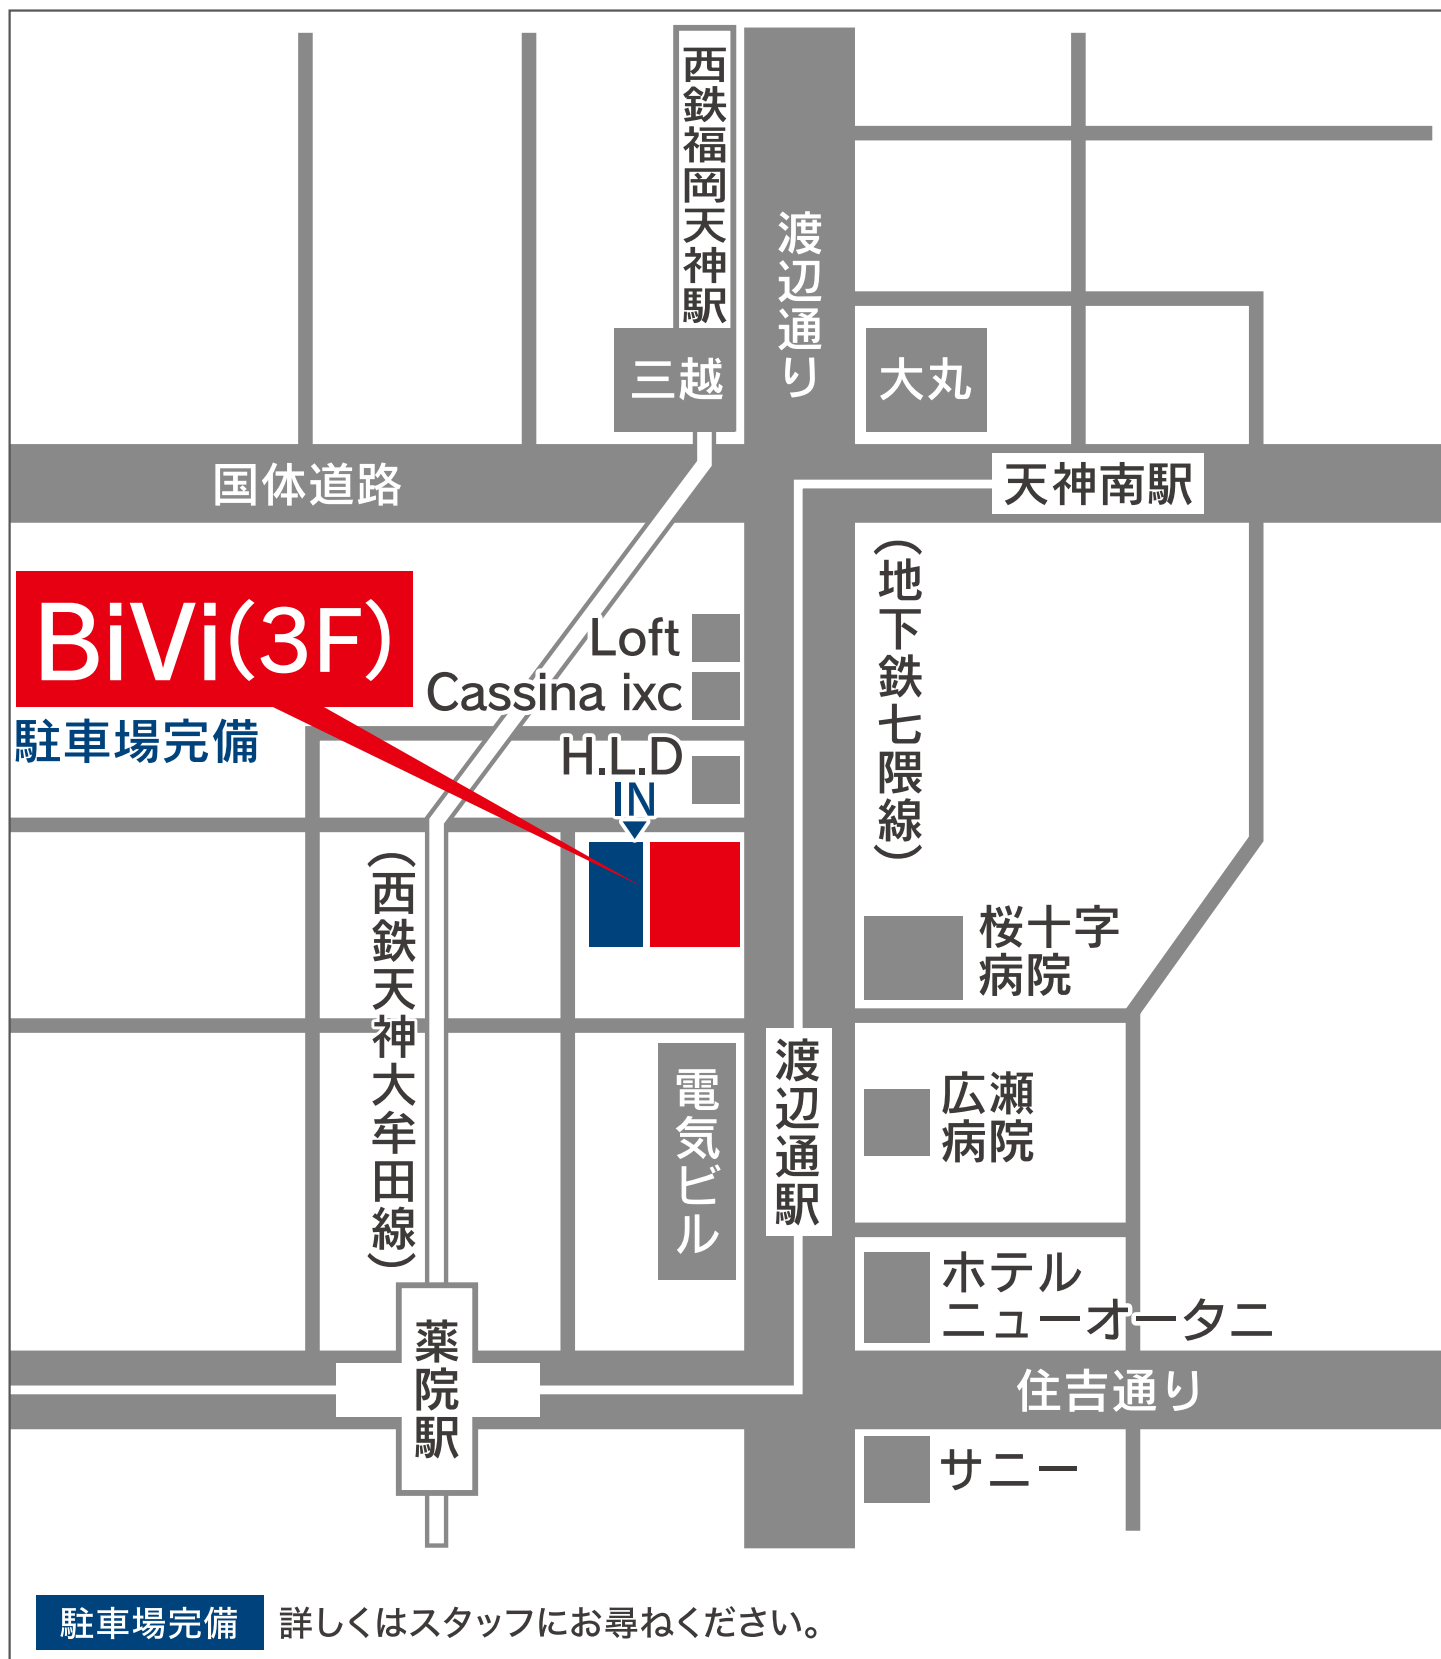 西鉄福岡天神駅
渡辺通り
三越
大丸
国体道路
天神南駅
(地下鉄七隈線)
BiVi(3F)
駐車場完備
Loft
Cassina ixc
H.L.D
IN
(西鉄天神大牟田線)
桜十字
病院
電気ビル
渡辺通駅
広瀬
病院
ホテル
ニューオータニ
薬院駅
住吉通り
サニー
駐車場完備 詳しくはスタッフにお尋ねください。